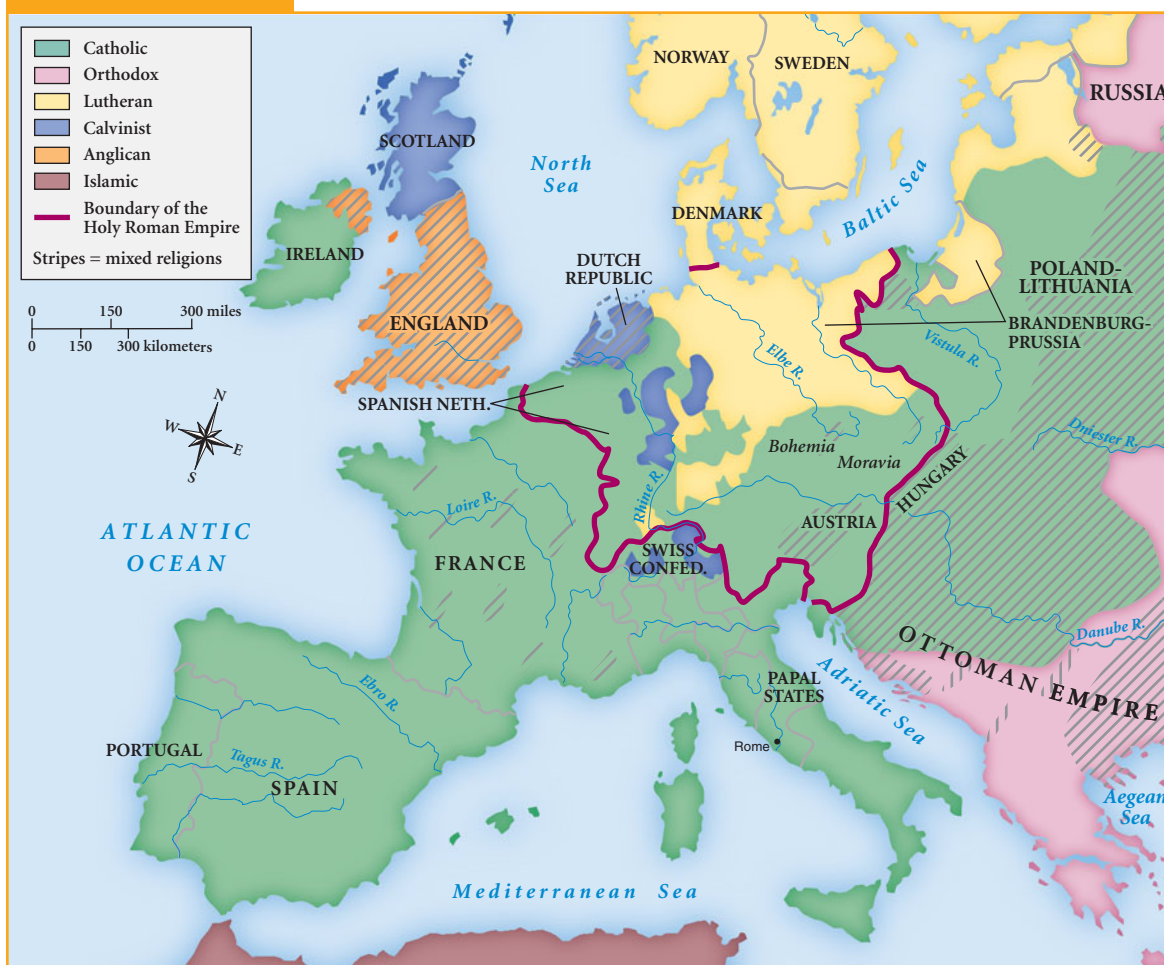 Catholic
Orthodox
Lutheran
Calvinist
Anglican
Islamic
Boundary of the
Holy Roman Empire
Stripes = mixed religions
0 150 300 miles
0 150 300 kilometers
N
W
E
S
NORWAY
SWEDEN
RUSSIA
SCOTLAND
North
Sea
Baltic Sea
DENMARK
IRELAND
DUTCH
REPUBLIC
POLAND-
LITHUANIA
ENGLAND
BRANDENBURG-
PRUSSIA
Vistula R.
Elbe R.
SPANISH NETH.
Dniester R.
Bohemia
Moravia
HUNGARY
Rhine R.
Loire R.
AUSTRIA
ATLANTIC
OCEAN
FRANCE
SWISS
CONFED.
Danube R.
OTTOMAN EMPIRE
Adriatic Sea
PAPAL
STATES
Ebro R.
Rome
PORTUGAL
Tagus R.
SPAIN
Aegean
Sea
Mediterranean Sea